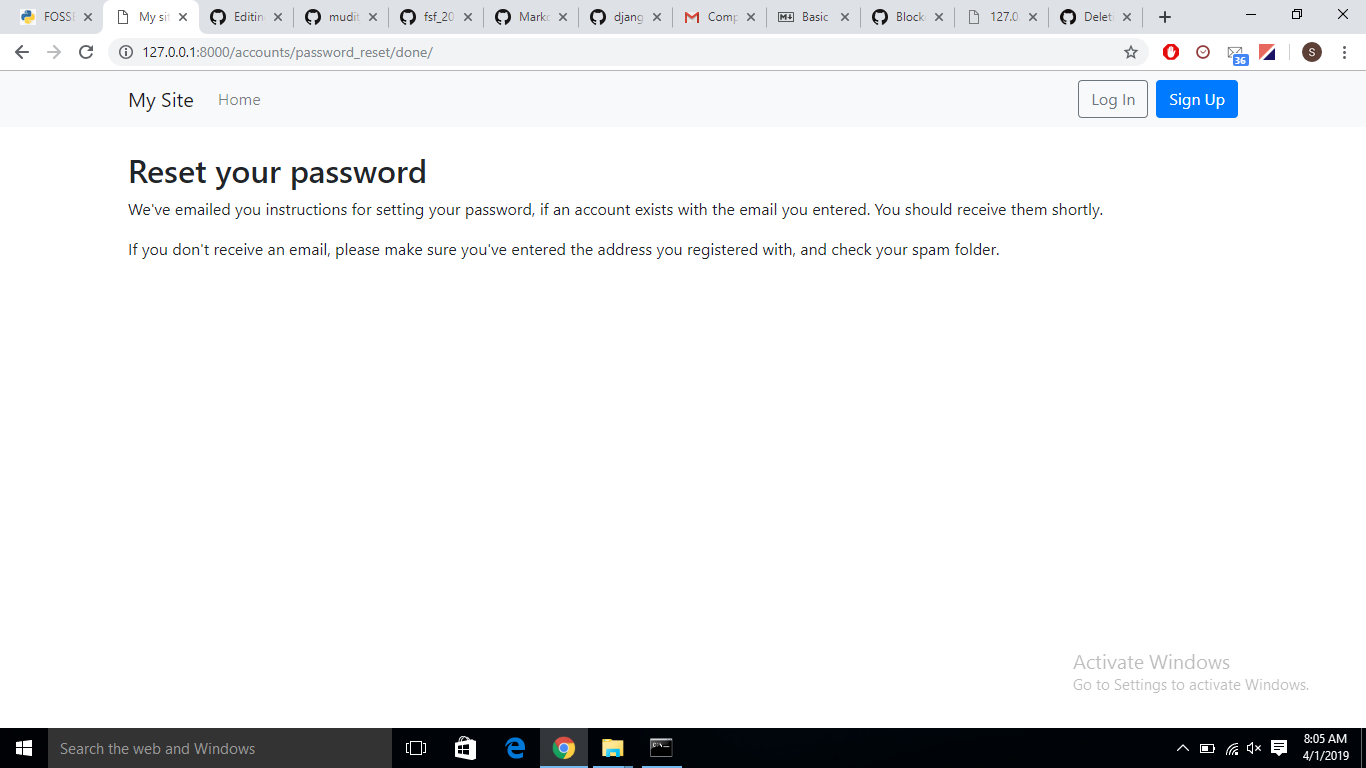 FOSSE My sit Editin mudit fsf_20 Markd djang Comp Basic Block 127.0 Delet
127.0.0.1:8000/accounts/password_reset/done/
36
S
My Site Home Log In Sign Up
Reset your password
We've emailed you instructions for setting your password, if an account exists with the email you entered. You should receive them shortly.
If you don't receive an email, please make sure you've entered the address you registered with, and check your spam folder.
Activate Windows
Go to Settings to activate Windows.
Search the web and Windows
8:05 AM
4/1/2019